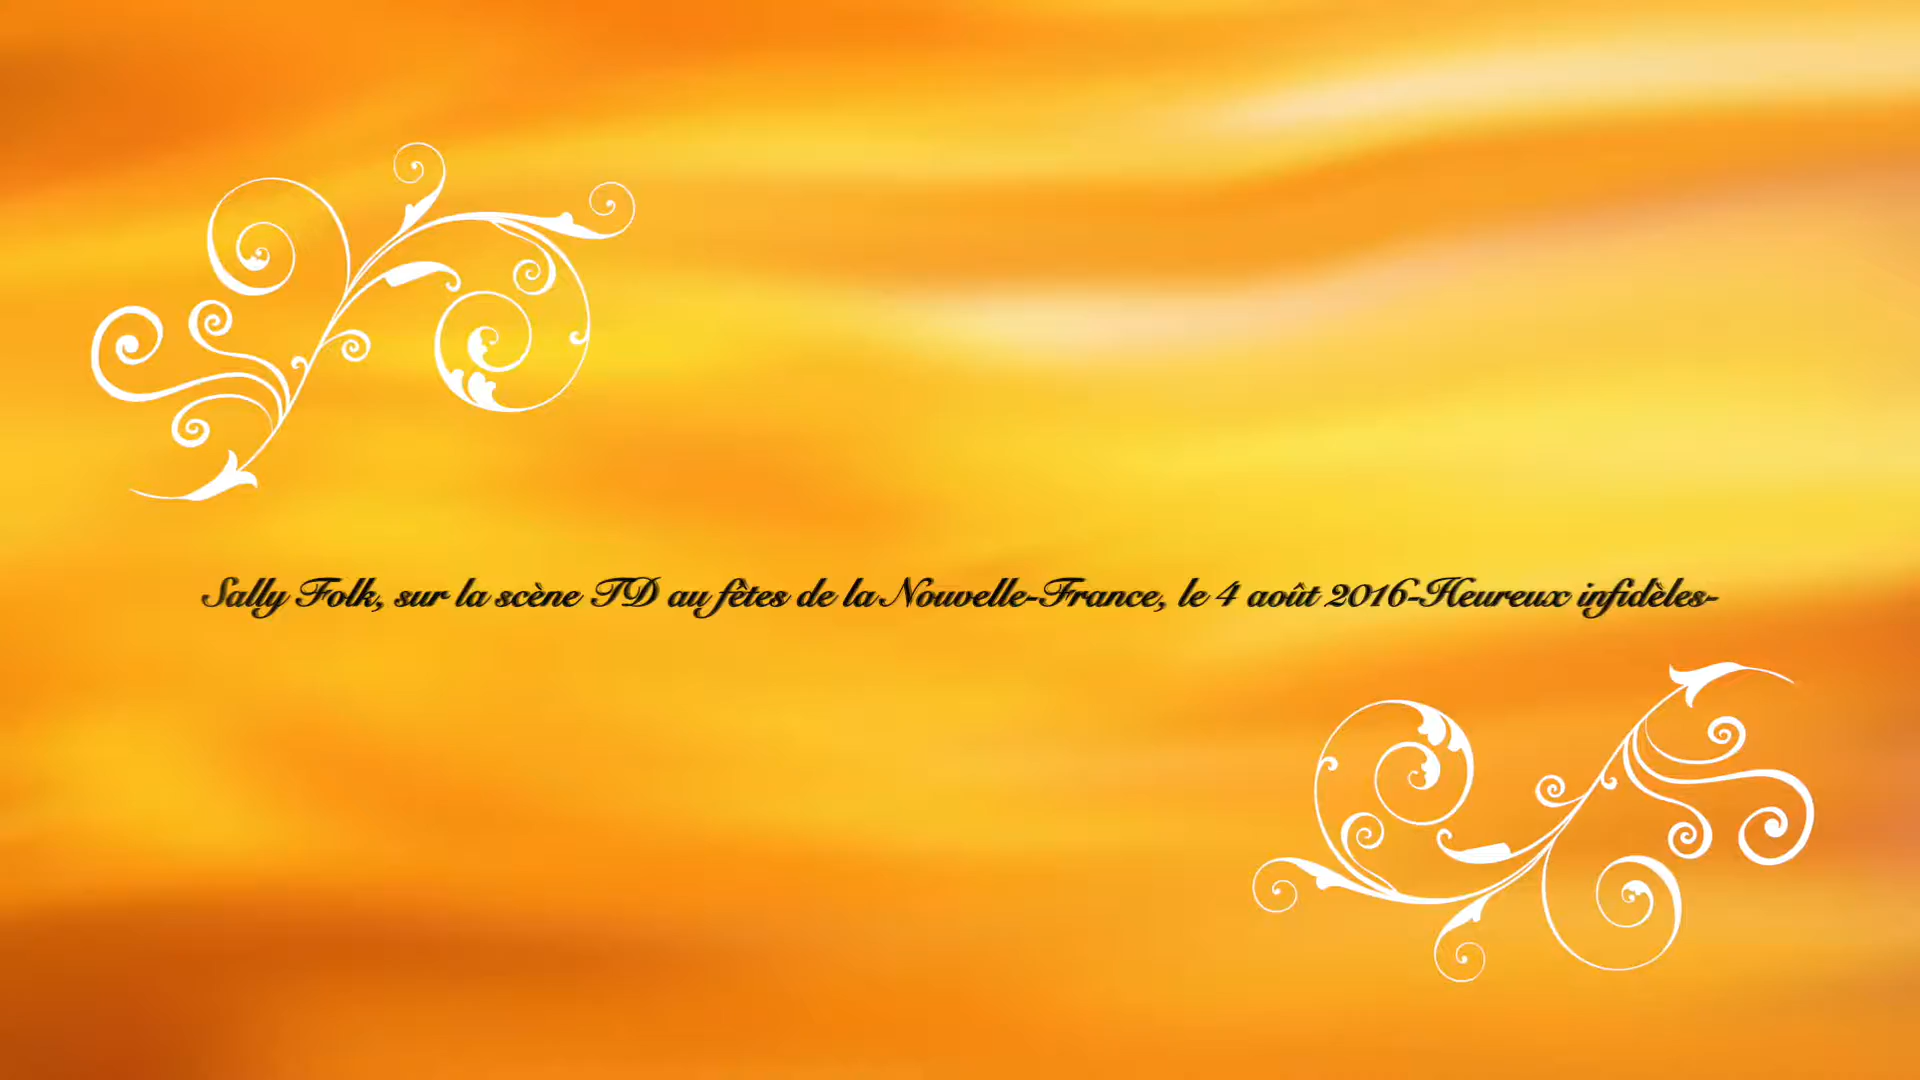 Sally Folk, sur la scène TD au fêtes de la Nouvelle-France, le 4 août 2016-Heureux infidèles-